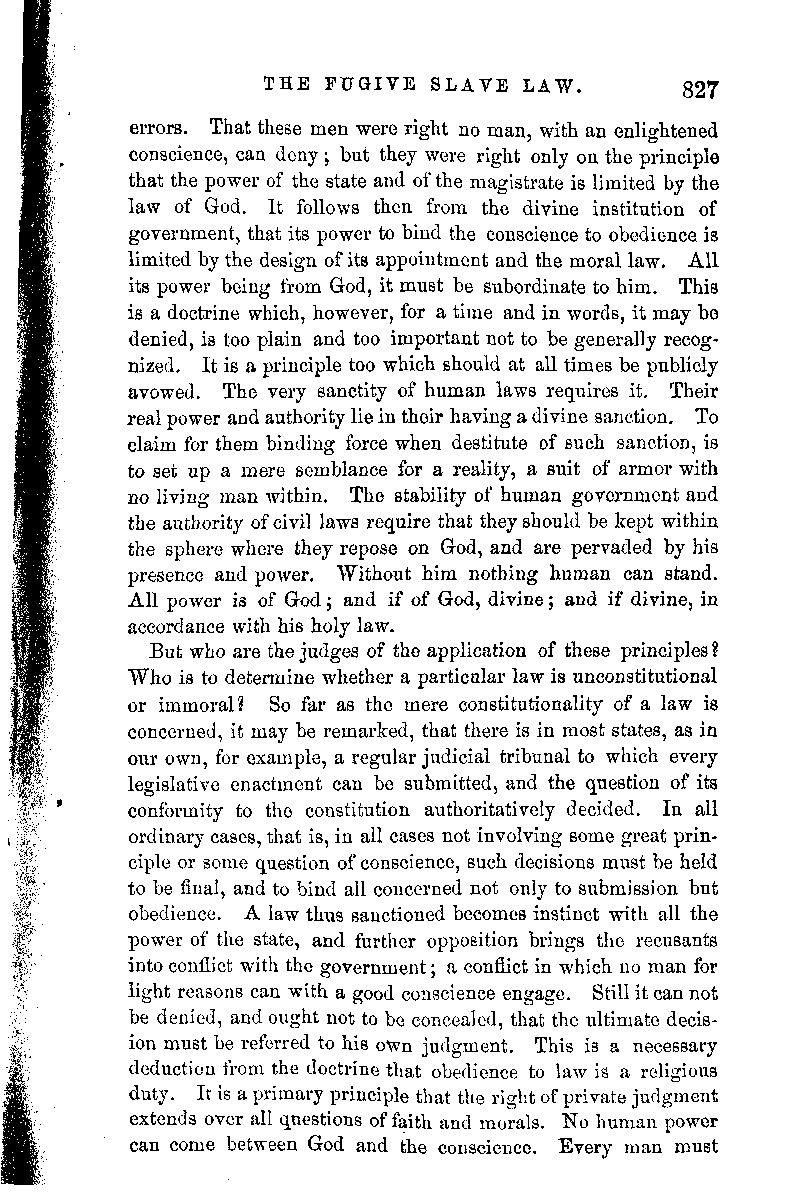 THE FUGIVE SLAVE LAW. 827
errors. That these men were right no man, with an enlightened
conscience, can deny; but they were right only on the principle
that the power of the state and of the magistrate is limited by the
law of God. It follows then from the divine institution of
government, that its power to bind the conscience to obedience is
limited by the design of its appointment and the moral law. All
its power being from God, it must be subordinate to him. This
is a doctrine which, however, for a time and in words, it may be
denied, is too plain and too important not to be generally recog-
nized. It is a principle too which should at all times be publicly
avowed. The very sanctity of human laws requires it. Their
real power and authority lie in their having a divine sanction. To
claim for them binding force when destitute of such sanction, is
to set up a mere semblance for a reality, a suit of armor with
no living man within. The stability of human government and
the authority of civil laws require that they should be kept within
the sphere where they repose on God, and are pervaded by his
presence and power. Without him nothing human can stand.
All power is of God; and if of God, divine; and if divine, in
accordance with his holy law.
But who are the judges of the application of these principles?
Who is to determine whether a particular law is unconstitutional
or immoral? So far as the mere constitutionality of a law is
concerned, it may be remarked, that there is in most states, as in
our own, for example, a regular judicial tribunal to which every
legislative enactment can be submitted, and the question of its
conformity to the constitution authoritatively decided. In all
ordinary cases, that is, in all cases not involving some great prin-
ciple or some question of conscience, such decisions must be held
to be final, and to bind all concerned not only to submission but
obedience. A law thus sanctioned becomes instinct with all the
power of the state, and further opposition brings the recusants
into conflict with the government; a conflict in which no man for
light reasons can with a good conscience engage. Still it can not
be denied, and ought not to be concealed, that the ultimate decis-
ion must be referred to his own judgment. This is a necessary
deduction from the doctrine that obedience to law is a religious
duty. It is a primary principle that the right of private judgment
extends over all questions of faith and morals. No human power
can come between God and the conscience. Every man must